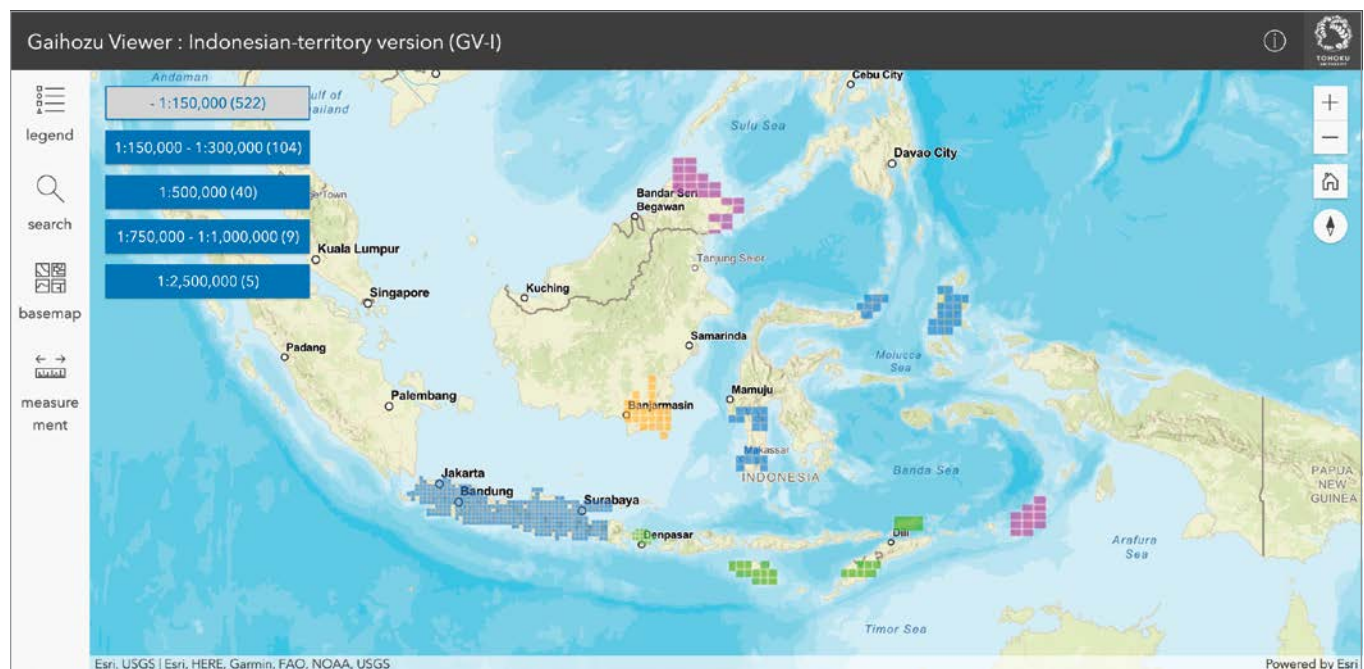 Gaihozu Viewer : Indonesian-territory version (GV-I)
TOHOKU
UNIVERSITY
legend
search
basemap
measure
ment
- 1:150,000 (522)
1:150,000 - 1:300,000 (104)
1:500,000 (40)
1:750,000 - 1:1,000,000 (9)
1:2,500,000 (5)
Andaman
ulf of
ailand
Cebu City
Sulu Sea
Davao City
Bandar Seri
Begawan
Town
Kuala Lumpur
Tanjung Selor
Singapore
Kuching
Samarinda
Padang
Molucca
Sea
Palembang
Mamuju
Banjarmasin
Makassar
INDONESIA
Banda Sea
PAPUA
NEW
GUINEA
Jakarta
Bandung
Surabaya
Denpasar
Dili
Arafura
Sea
Timor Sea
Esri, USGS | Esri, HERE, Garmin, FAO, NOAA, USGS
Powered by Esri